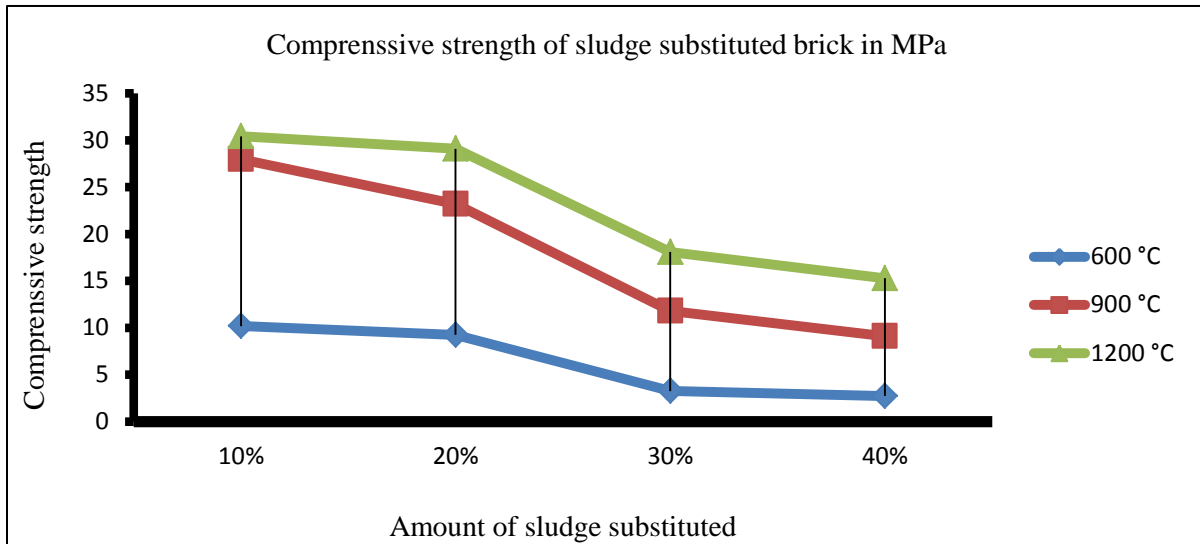 Comprenssive strength of sludge substituted brick in MPa
Comprenssive strength
35
30
25
20
15
10
5
0
10% 20% 30% 40%
Amount of sludge substituted
600 °C
900 °C
1200 °C